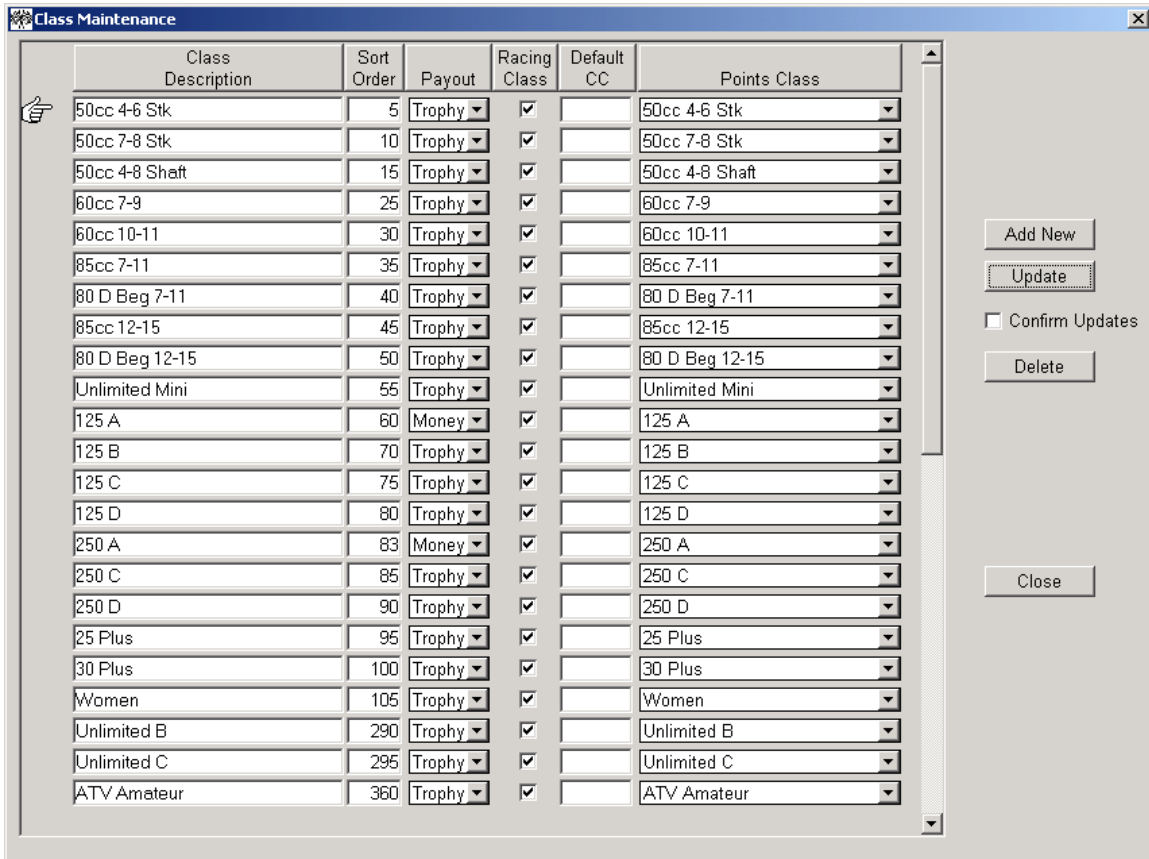 Class Maintenance
Class Description Sort Order Payout Racing Class Default CC Points Class
50cc 4-6 Stk 5 Trophy 50cc 4-6 Stk
50cc 7-8 Stk 10 Trophy 50cc 7-8 Stk
50cc 4-8 Shaft 15 Trophy 50cc 4-8 Shaft
60cc 7-9 25 Trophy 60cc 7-9
60cc 10-11 30 Trophy 60cc 10-11
Add New
85cc 7-11 35 Trophy 85cc 7-11
Update
80 D Beg 7-11 40 Trophy 80 D Beg 7-11
85cc 12-15 45 Trophy 85cc 12-15
Confirm Updates
80 D Beg 12-15 50 Trophy 80 D Beg 12-15
Delete
Unlimited Mini 55 Trophy Unlimited Mini
125 A 60 Money 125 A
125 B 70 Trophy 125 B
125 C 75 Trophy 125 C
125 D 80 Trophy 125 D
250 A 83 Money 250 A
250 C 85 Trophy 250 C
Close
250 D 90 Trophy 250 D
25 Plus 95 Trophy 25 Plus
30 Plus 100 Trophy 30 Plus
Women 105 Trophy Women
Unlimited B 290 Trophy Unlimited B
Unlimited C 295 Trophy Unlimited C
ATV Amateur 360 Trophy ATV Amateur